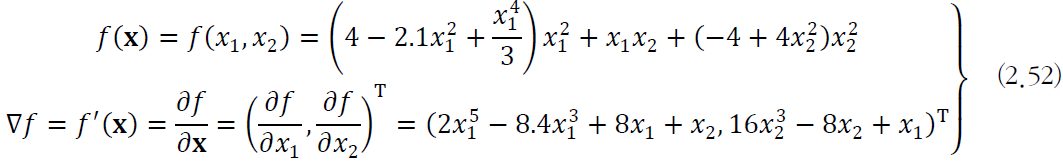 f(𝐱) = f(x₁, x₂) = (4 − 2.1x₁² + x₁⁴/3) x₁² + x₁x₂ + (−4 + 4x₂²)x₂²
∇f = f′(𝐱) = ∂f/∂𝐱 = (∂f/∂x₁, ∂f/∂x₂)ᵀ = (2x₁⁵ − 8.4x₁³ + 8x₁ + x₂, 16x₂³ − 8x₂ + x₁)ᵀ } (2.52)